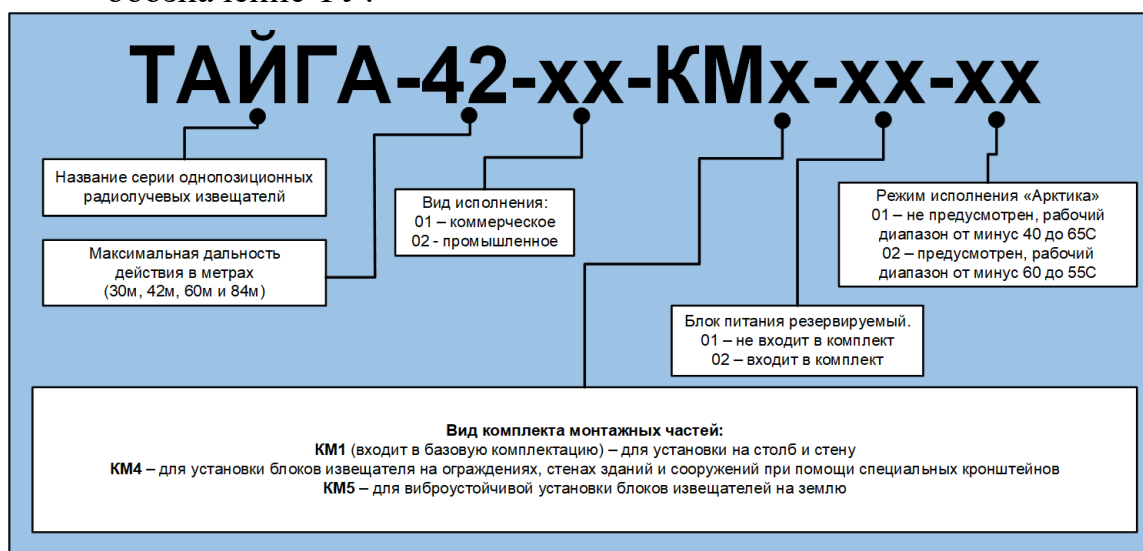 обозначение ТУ:
ТАЙГА-42-хх-КМх-хх-хх
Название серии однопозиционных
радиолучевых извещателй
Максимальная дальность
действия в метрах
(30м, 42м, 60м и 84м)
Вид исполнения:
01 – коммерческое
02 - промышленное
Режим исполнения «Арктика»
01 – не предусмотрен, рабочий
диапазон от минус 40 до 65С
02 – предусмотрен, рабочий
диапазон от минус 60 до 55С
Блок питания резервируемый.
01 – не входит в комплект
02 – входит в комплект
Вид комплекта монтажных частей:
КМ1 (входит в базовую комплектацию) – для установки на столб и стену
КМ4 – для установки блоков извещателя на ограждениях, стенах зданий и сооружений при помощи специальных кронштейнов
КМ5 – для виброустойчивой установки блоков извещателей на землю